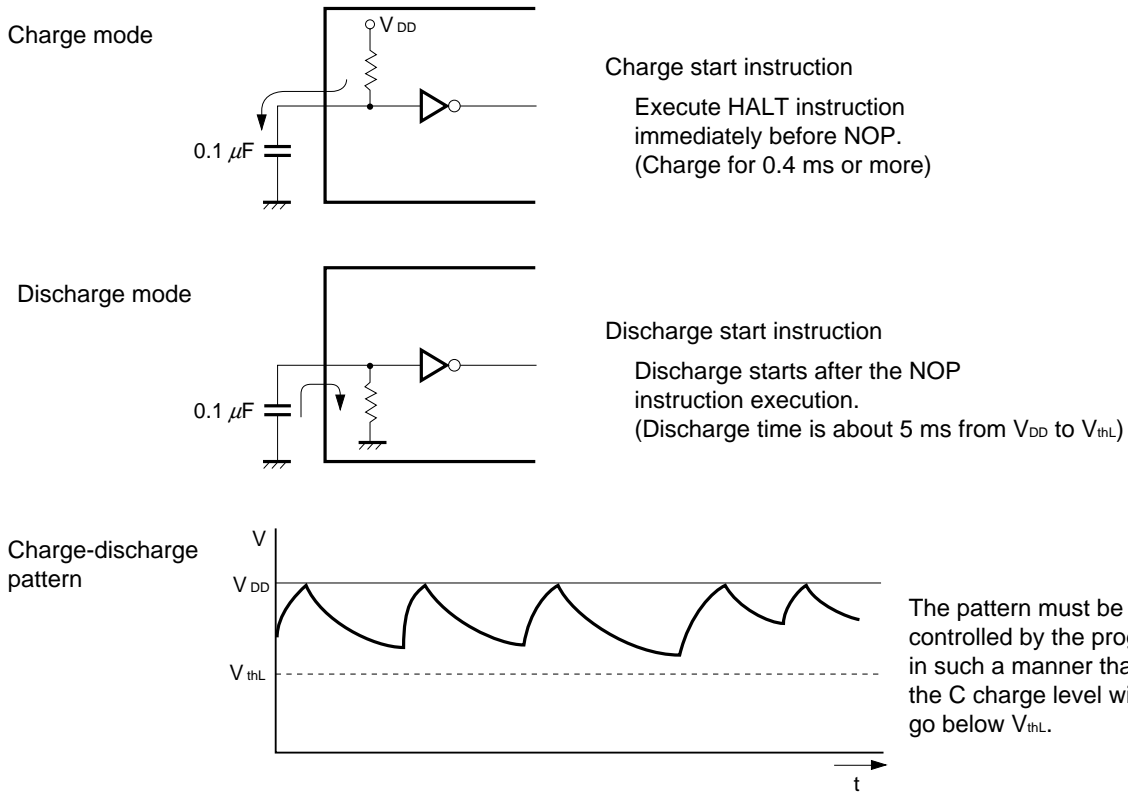 Charge mode
V DD
0.1 μF
Charge start instruction
Execute HALT instruction
immediately before NOP.
(Charge for 0.4 ms or more)
Discharge mode
0.1 μF
Discharge start instruction
Discharge starts after the NOP
instruction execution.
(Discharge time is about 5 ms from VDD to VthL)
Charge-discharge
pattern
V
V DD
V thL
t
The pattern must be
controlled by the prog
in such a manner tha
the C charge level wi
go below VthL.